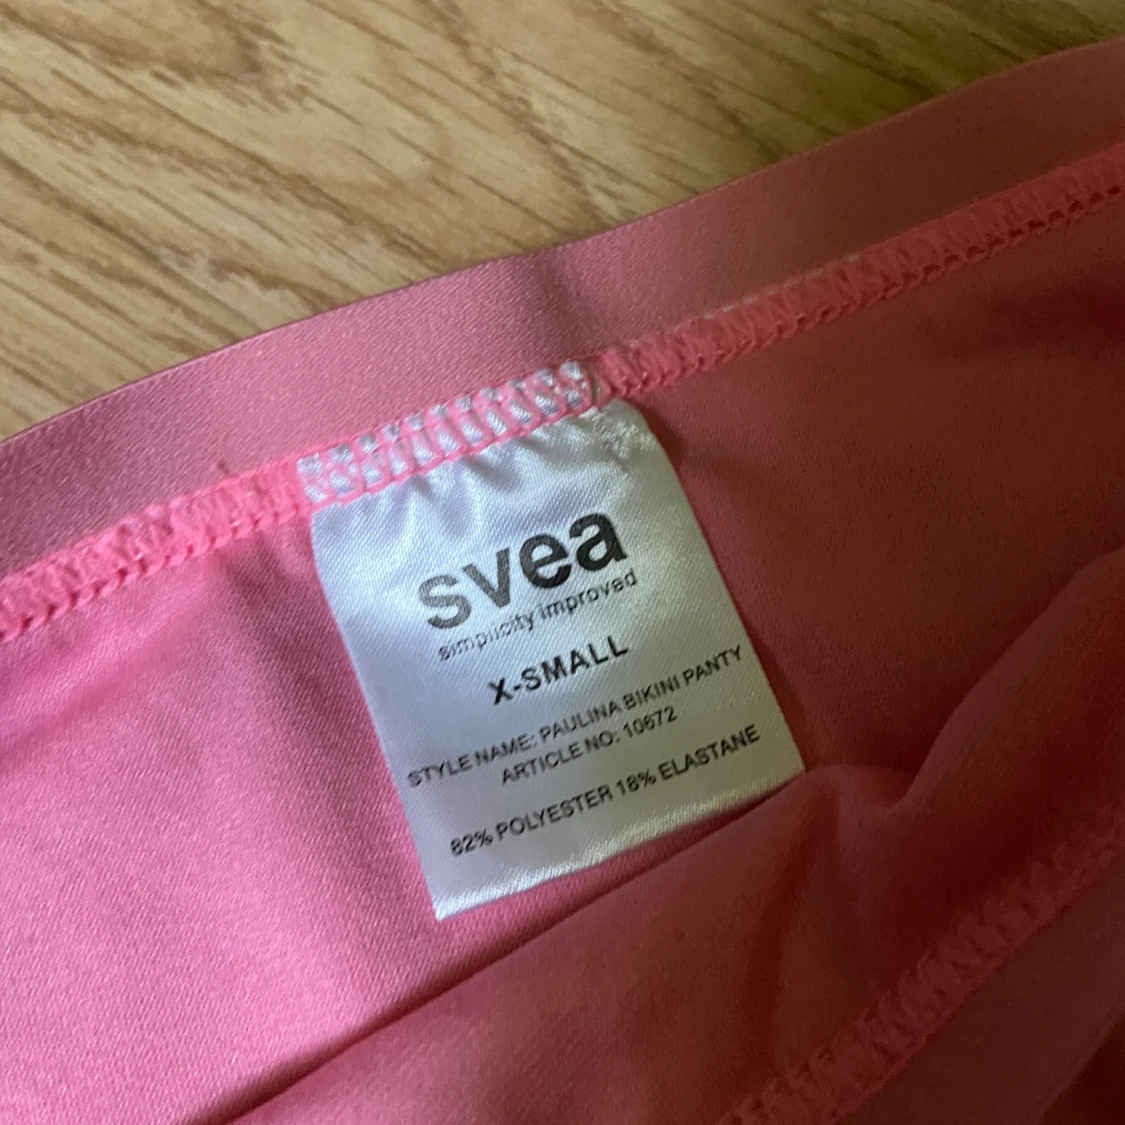 svea
simplicity improved
X-SMALL
STYLE NAME: PAULINA BIKINI PANTY
ARTICLE NO: 10672
82% POLYESTER 18% ELASTANE